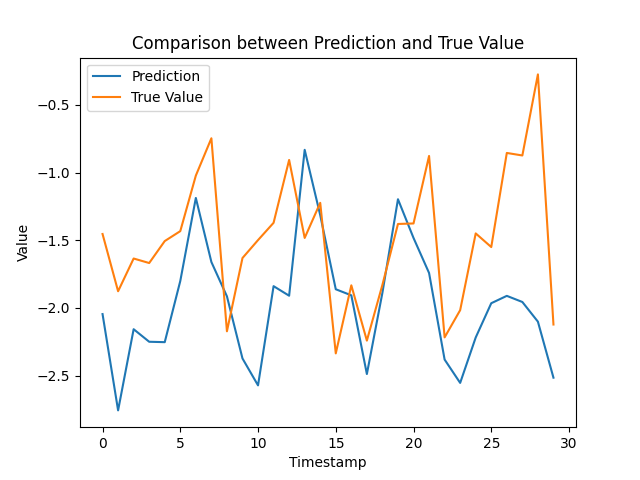 Comparison between Prediction and True Value
Prediction
True Value
−0.5
−1.0
−1.5
−2.0
−2.5
Value
0 5 10 15 20 25 30
Timestamp